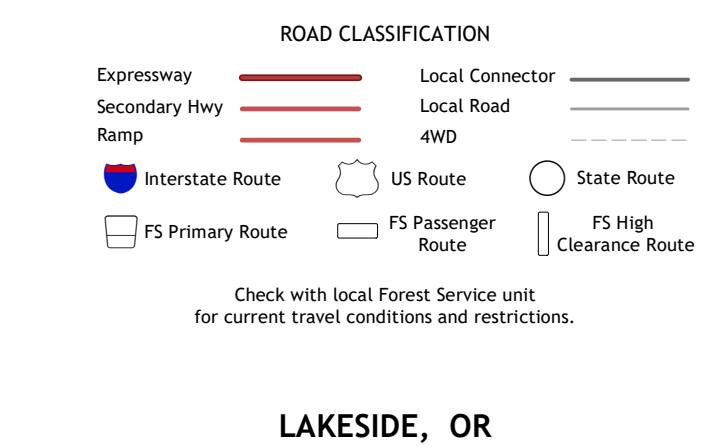 ROAD CLASSIFICATION
Expressway
Local Connector
Secondary Hwy
Local Road
Ramp
4WD
Interstate Route
US Route
State Route
FS Primary Route
FS Passenger
Route
FS High
Clearance Route
Check with local Forest Service unit
for current travel conditions and restrictions.
LAKESIDE, OR